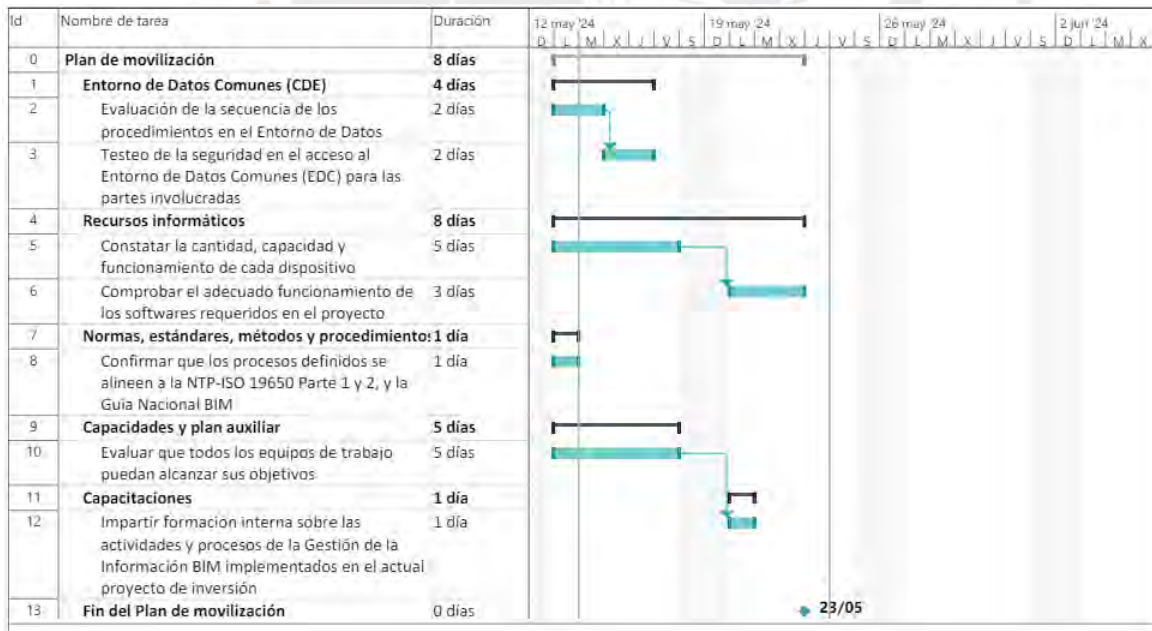 Id Nombre de tarea Duración 12 may '24 19 may '24 26 may '24 2 jun '24
D L M X J V S D L M X J V S D L M X J V S D L M X
0 Plan de movilización 8 días
1 Entorno de Datos Comunes (CDE) 4 días
2 Evaluación de la secuencia de los 2 días
procedimientos en el Entorno de Datos
3 Testeo de la seguridad en el acceso al 2 días
Entorno de Datos Comunes (EDC) para las
partes involucradas
4 Recursos informáticos 8 días
5 Constatar la cantidad, capacidad y 5 días
funcionamiento de cada dispositivo
6 Comprobar el adecuado funcionamiento de 3 días
los softwares requeridos en el proyecto
7 Normas, estándares, métodos y procedimientos 1 día
8 Confirmar que los procesos definidos se 1 día
alineen a la NTP-ISO 19650 Parte 1 y 2, y la
Guía Nacional BIM
9 Capacidades y plan auxiliar 5 días
10 Evaluar que todos los equipos de trabajo 5 días
puedan alcanzar sus objetivos
11 Capacitaciones 1 día
12 Impartir formación interna sobre las 1 día
actividades y procesos de la Gestión de la
Información BIM implementados en el actual
proyecto de inversión
13 Fin del Plan de movilización 0 días 23/05